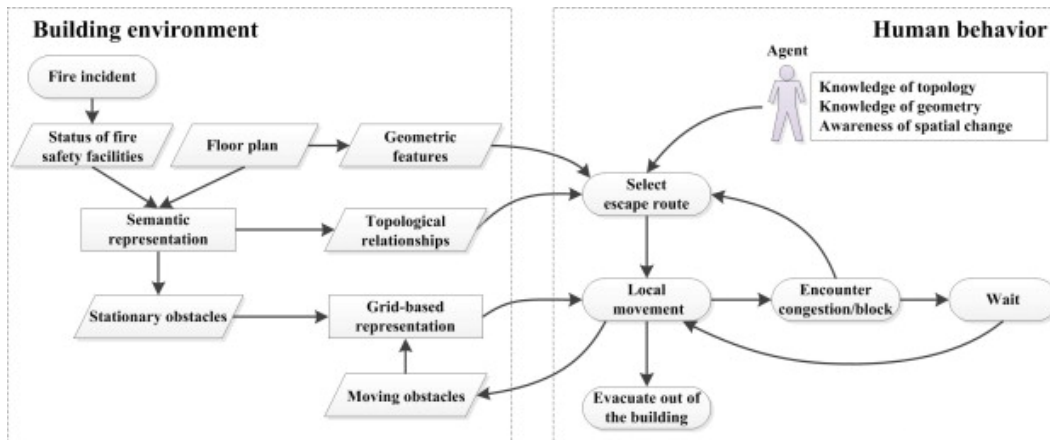 Building environment
Human behavior
Fire incident
Agent
Knowledge of topology
Knowledge of geometry
Awareness of spatial change
Status of fire
safety facilities
Floor plan
Geometric
features
Select
escape route
Semantic
representation
Topological
relationships
Stationary obstacles
Grid-based
representation
Local
movement
Encounter
congestion/block
Wait
Moving obstacles
Evacuate out of
the building